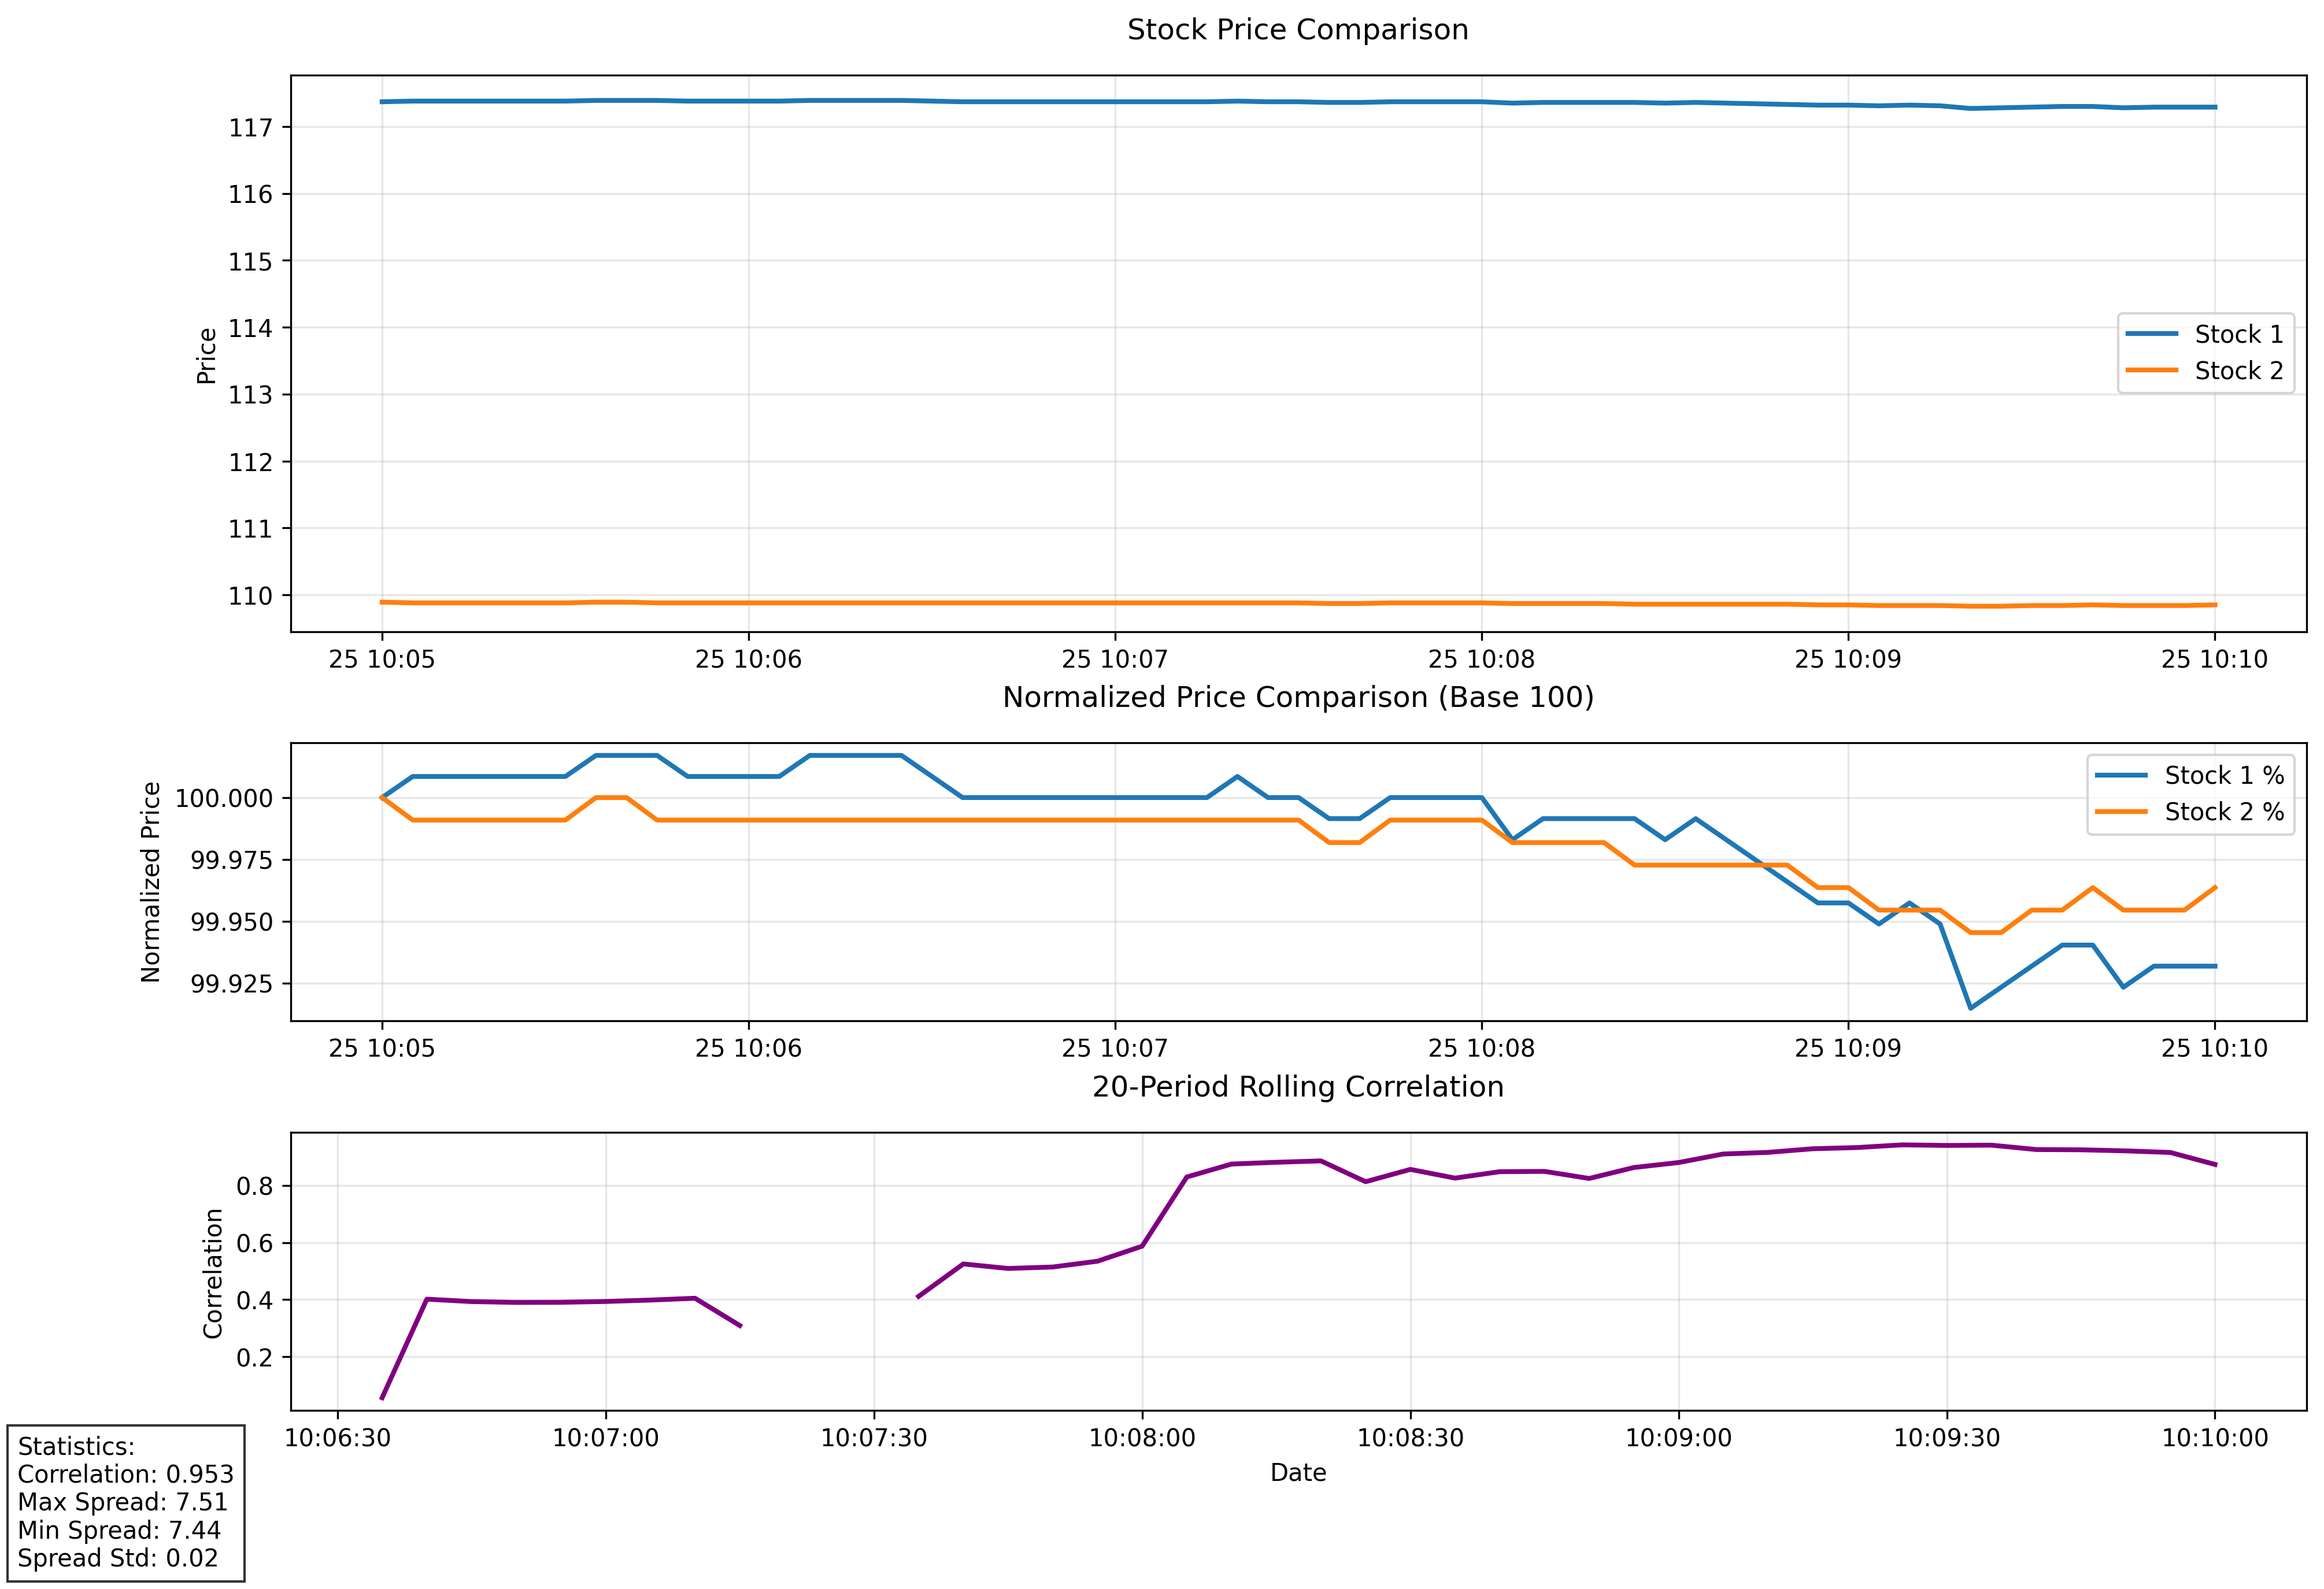 Stock Price Comparison
Price
117
116
115
114
113
112
111
110
Stock 1
Stock 2
25 10:05
25 10:06
25 10:07
25 10:08
25 10:09
25 10:10
Normalized Price Comparison (Base 100)
Normalized Price
100.000
99.975
99.950
99.925
Stock 1 %
Stock 2 %
25 10:05
25 10:06
25 10:07
25 10:08
25 10:09
25 10:10
20-Period Rolling Correlation
Correlation
0.8
0.6
0.4
0.2
10:06:30
10:07:00
10:07:30
10:08:00
10:08:30
10:09:00
10:09:30
10:10:00
Date
Statistics:
Correlation: 0.953
Max Spread: 7.51
Min Spread: 7.44
Spread Std: 0.02